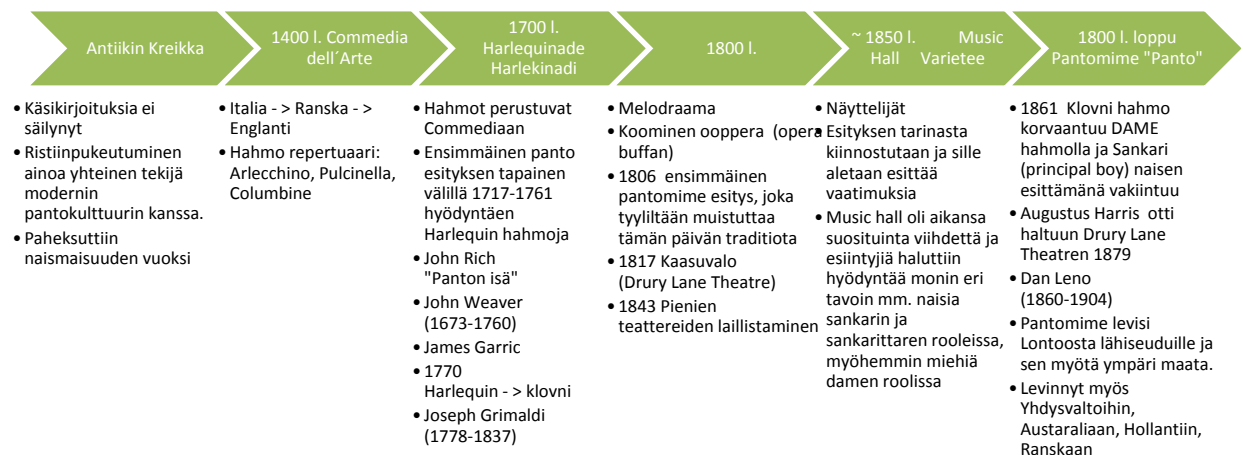 Antiikin Kreikka
1400 l. Commedia
dell´Arte
1700 l.
Harlequinade
Harlekinadi
1800 l.
~ 1850 l. Music
Hall Varietee
1800 l. loppu
Pantomime "Panto"
• Käsikirjoituksia ei
säilynyt
• Ristiinpukeutuminen
ainoa yhteinen tekijä
modernin
pantokulttuurin kanssa.
• Paheksuttiin
naismaisuuden vuoksi
• Italia - > Ranska - >
Englanti
• Hahmo repertuaari:
Arlecchino, Pulcinella,
Columbine
• Hahmot perustuvat
Commediaan
• Ensimmäinen panto
esityksen tapainen
välillä 1717-1761
hyödyntäen
Harlequin hahmoja
• John Rich
"Panton isä"
• John Weaver
(1673-1760)
• James Garric
• 1770
Harlequin - > klovni
• Joseph Grimaldi
(1778-1837)
• Melodraama
• Koominen ooppera (opera
buffan)
• 1806 ensimmäinen
pantomime esitys, joka
tyyliltään muistuttaa
tämän päivän traditiota
• 1817 Kaasuvalo
(Drury Lane Theatre)
• 1843 Pienien
teattereiden laillistaminen
• Näyttelijät
• Esityksen tarinasta
kiinnostutaan ja sille
aletaan esittää
vaatimuksia
• Music hall oli aikansa
suosituinta viihdettä ja
esiintyjiä haluttiin
hyödyntää monin eri
tavoin mm. naisia
sankarin ja
sankarittaren rooleissa,
myöhemmin miehiä
damen roolissa
• 1861 Klovni hahmo
korvaantuu DAME
hahmolla ja Sankari
(principal boy) naisen
esittämänä vakiintuu
• Augustus Harris otti
haltuun Drury Lane
Theatren 1879
• Dan Leno
(1860-1904)
• Pantomime levisi
Lontoosta lähiseuduille ja
sen myötä ympäri maata.
• Levinnyt myös
Yhdysvaltoihin,
Austaraliaan, Hollantiin,
Ranskaan